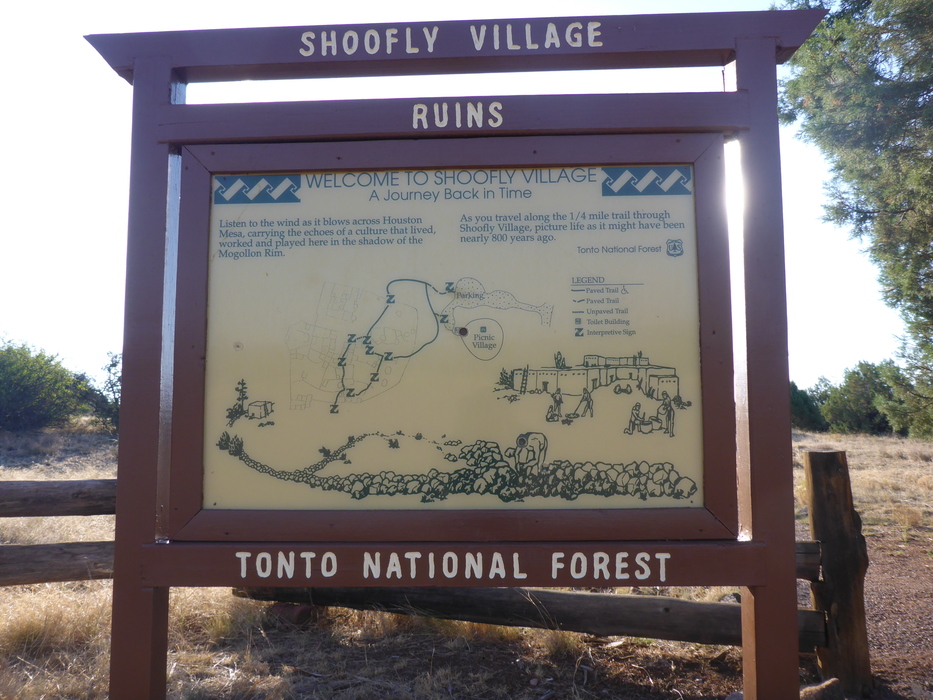 SHOOFLY VILLAGE
RUINS
WELCOME TO SHOOFLY VILLAGE
A Journey Back in Time
Listen to the wind as it blows across Houston
Mesa, carrying the echoes of a culture that lived,
worked and played here in the shadow of the
Mogollon Rim.
As you travel along the 1/4 mile trail through
Shoofly Village, picture life as it might have been
nearly 800 years ago.
Tonto National Forest
LEGEND
Paved Trail
Paved Trail
Unpaved Trail
Toilet Building
Interpretive Sign
Parking
Picnic
Village
TONTO NATIONAL FOREST